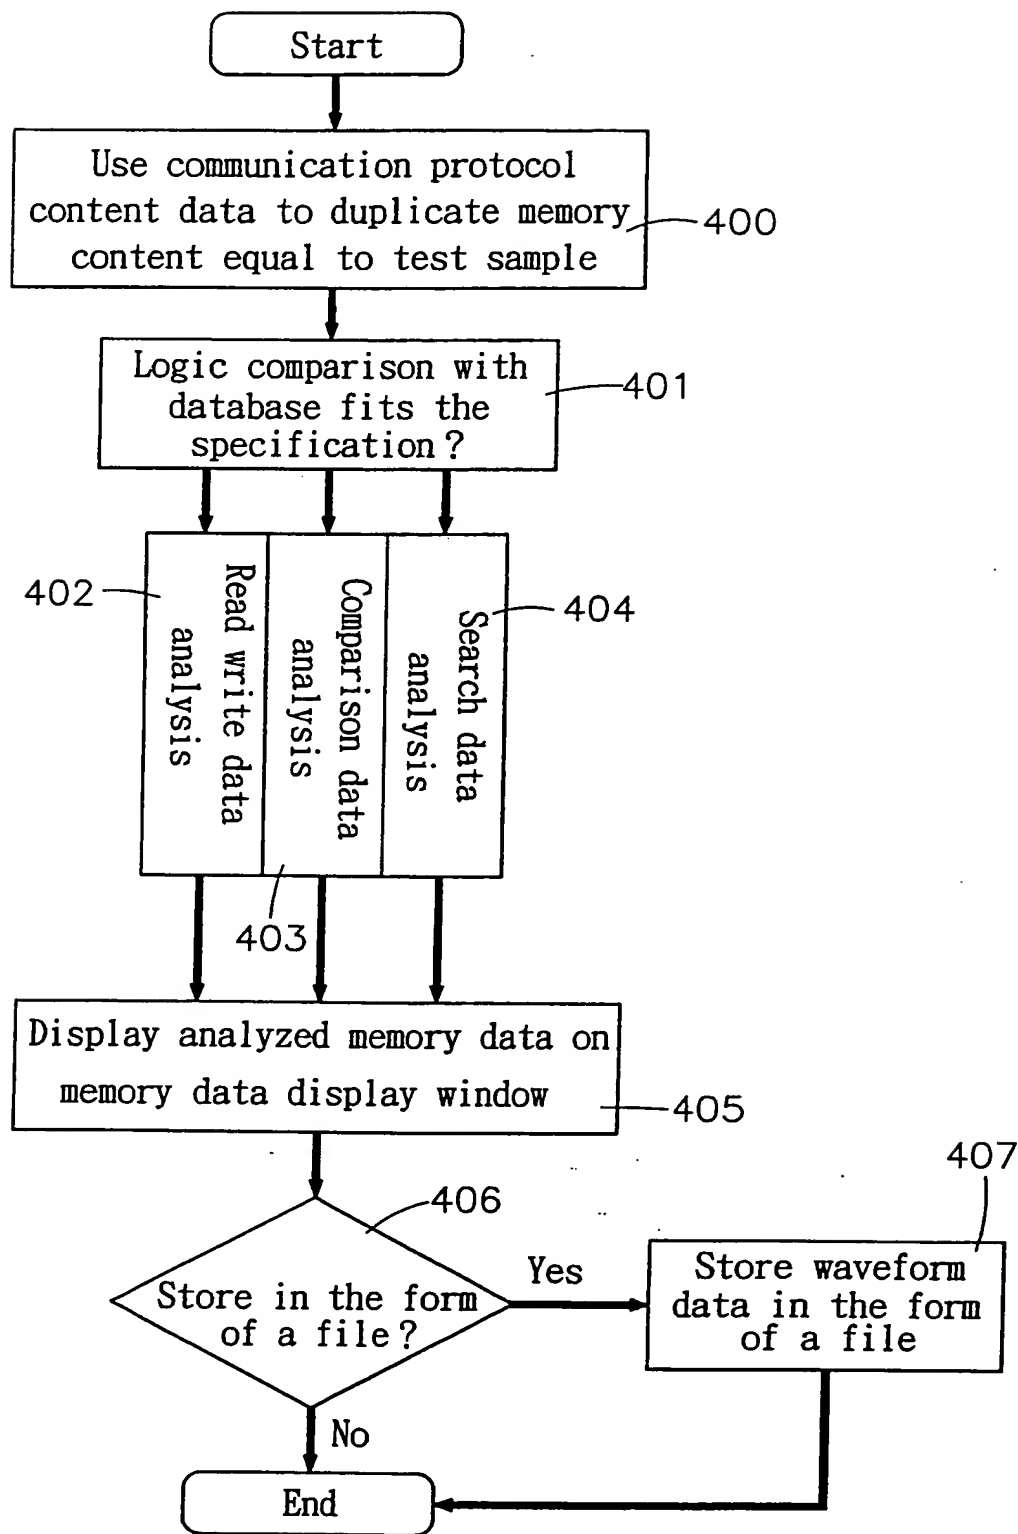 Start
Use communication protocol
content data to duplicate memory
content equal to test sample
400
Logic comparison with
database fits the
specification?
401
402
Read write data
analysis
Comparison data
analysis
403
Search data
analysis
404
Display analyzed memory data on
memory data display window
405
406
Store in the form
of a file?
Yes
407
Store waveform
data in the form
of a file
No
End